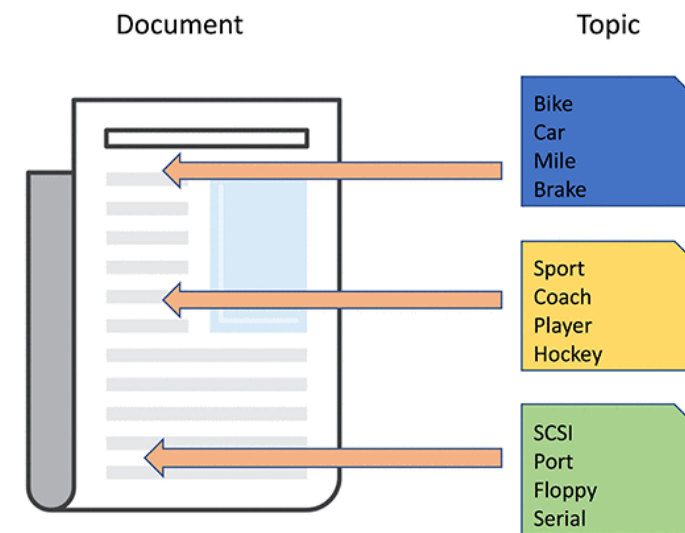 Document
Topic
Bike
Car
Mile
Brake
Sport
Coach
Player
Hockey
SCSI
Port
Floppy
Serial